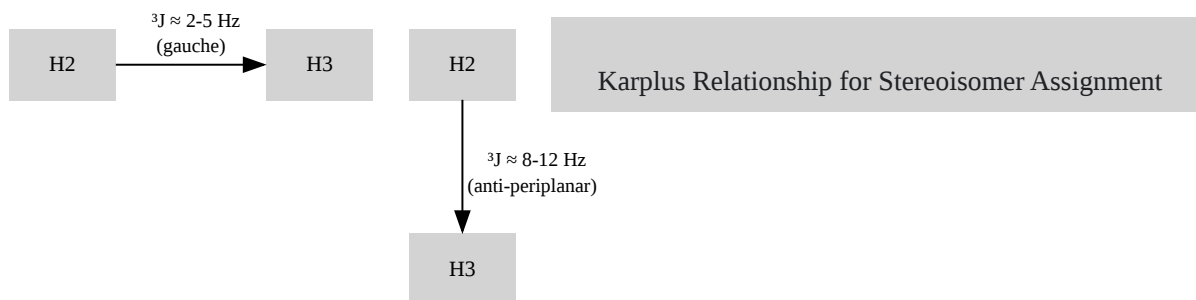 ³J ≈ 2-5 Hz
(gauche)
H2
H3
H2
Karplus Relationship for Stereoisomer Assignment
³J ≈ 8-12 Hz
(anti-periplanar)
H3